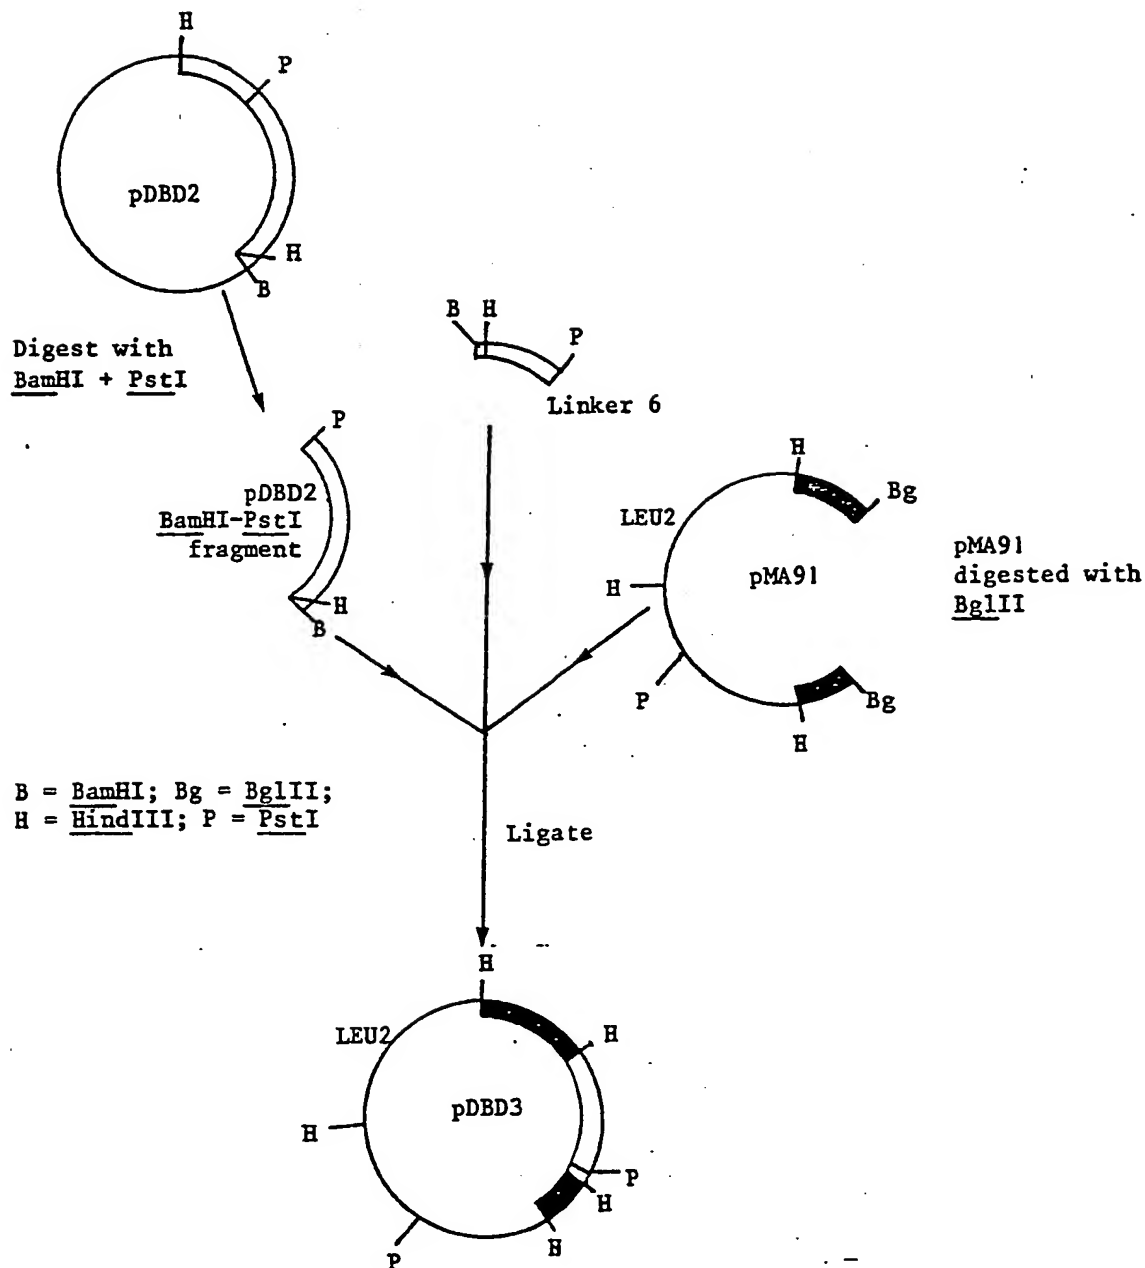 H
P
pDBD2
H
B
Digest with
BamHI + PstI
B
H
P
Linker 6
P
pDBD2
BamHI-PstI
fragment
H
B
H
Bg
LEU2
pMA91
H
P
Bg
H
pMA91
digested with
BglII
B = BamHI; Bg = BglII;
H = HindIII; P = PstI
Ligate
H
LEU2
H
pDBD3
H
P
H
H
P